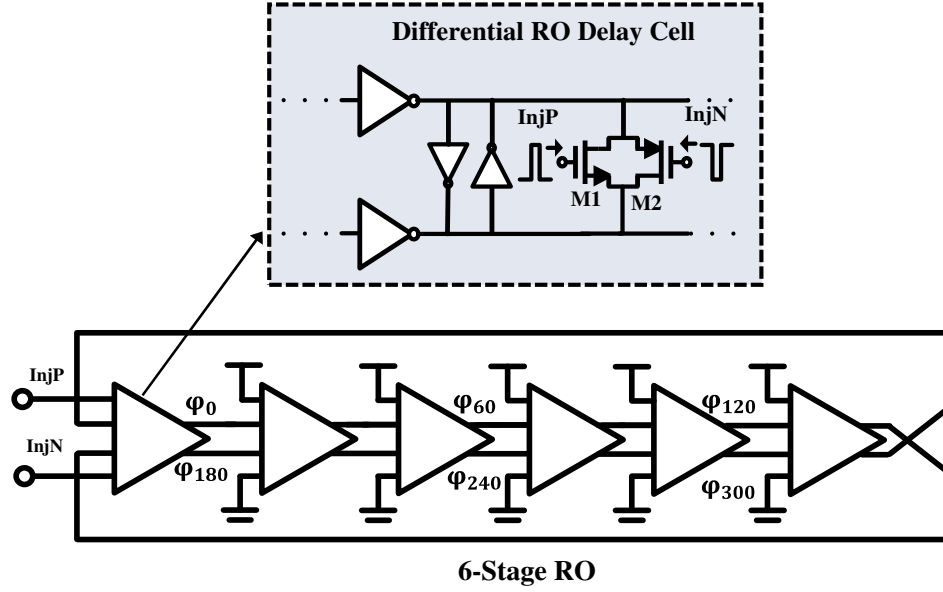 Differential RO Delay Cell
InjP
InjN
M1
M2
InjP
InjN
φ0
φ180
φ60
φ240
φ120
φ300
6-Stage RO